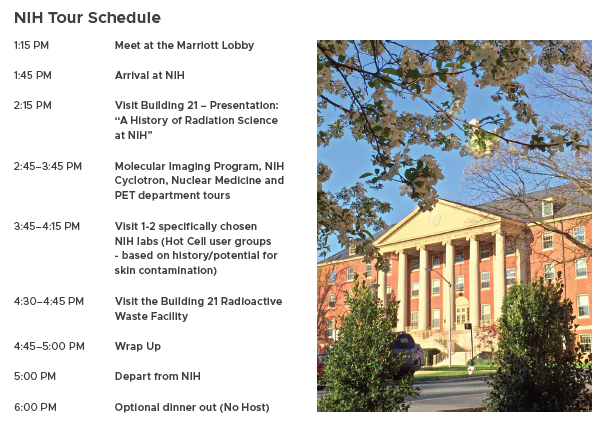 NIH Tour Schedule
1:15 PM Meet at the Marriott Lobby
1:45 PM Arrival at NIH
2:15 PM Visit Building 21 – Presentation:
“A History of Radiation Science
at NIH”
2:45–3:45 PM Molecular Imaging Program, NIH
Cyclotron, Nuclear Medicine and
PET department tours
3:45–4:15 PM Visit 1-2 specifically chosen
NIH labs (Hot Cell user groups
- based on history/potential for
skin contamination)
4:30–4:45 PM Visit the Building 21 Radioactive
Waste Facility
4:45–5:00 PM Wrap Up
5:00 PM Depart from NIH
6:00 PM Optional dinner out (No Host)